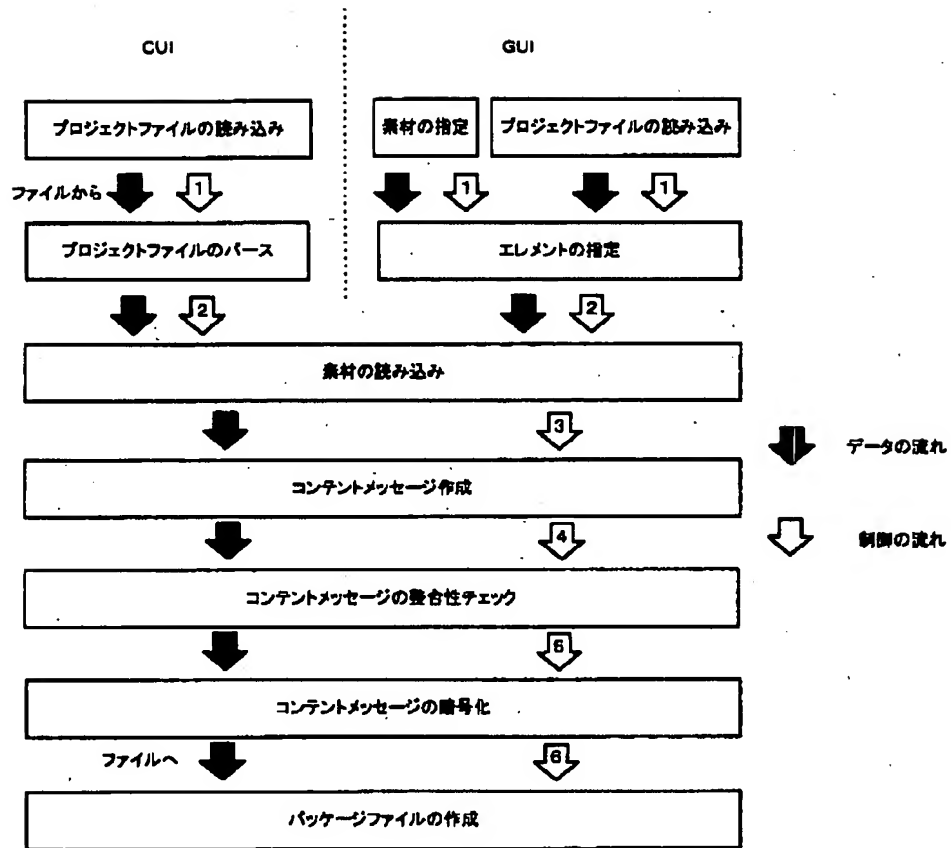 CUI
GUI
プロジェクトファイルの読み込み
素材の指定
プロジェクトファイルの読み込み
ファイルから
1
1
1
プロジェクトファイルのパース
エレメントの指定
2
2
素材の読み込み
3
データの流れ
コンテントメッセージ作成
4
制御の流れ
コンテントメッセージの整合性チェック
5
コンテントメッセージの暗号化
ファイルへ
6
パッケージファイルの作成